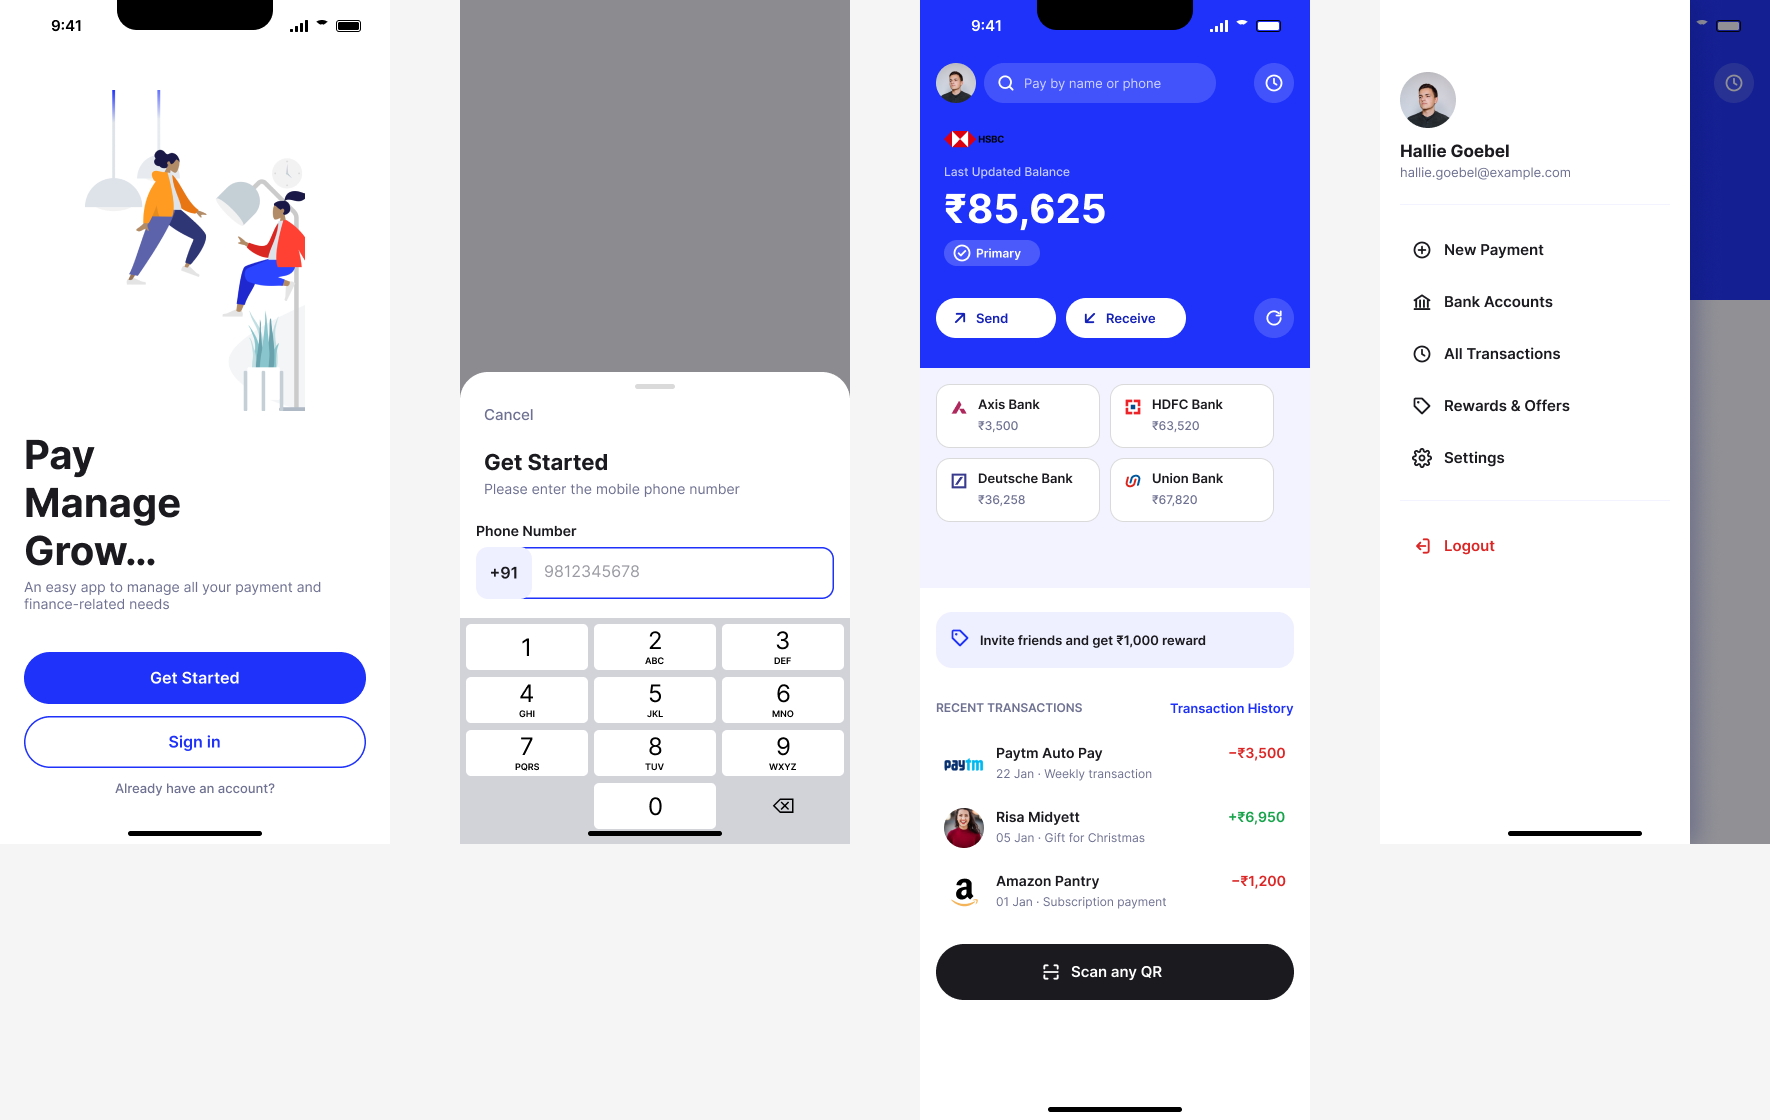 9:41
Pay
Manage
Grow...
An easy app to manage all your payment and
finance-related needs
Get Started
Sign in
Already have an account?
Cancel
Get Started
Please enter the mobile phone number
Phone Number
+91 9812345678
1
2 ABC
3 DEF
4 GHI
5 JKL
6 MNO
7 PQRS
8 TUV
9 WXYZ
0
9:41
Pay by name or phone
HSBC
Last Updated Balance
₹85,625
Primary
Send
Receive
Axis Bank
₹3,500
HDFC Bank
₹63,520
Deutsche Bank
₹36,258
Union Bank
₹67,820
Invite friends and get ₹1,000 reward
RECENT TRANSACTIONS
Transaction History
paytm
Paytm Auto Pay
−₹3,500
22 Jan · Weekly transaction
Risa Midyett
+₹6,950
05 Jan · Gift for Christmas
a
Amazon Pantry
−₹1,200
01 Jan · Subscription payment
Scan any QR
Hallie Goebel
hallie.goebel@example.com
New Payment
Bank Accounts
All Transactions
Rewards & Offers
Settings
Logout